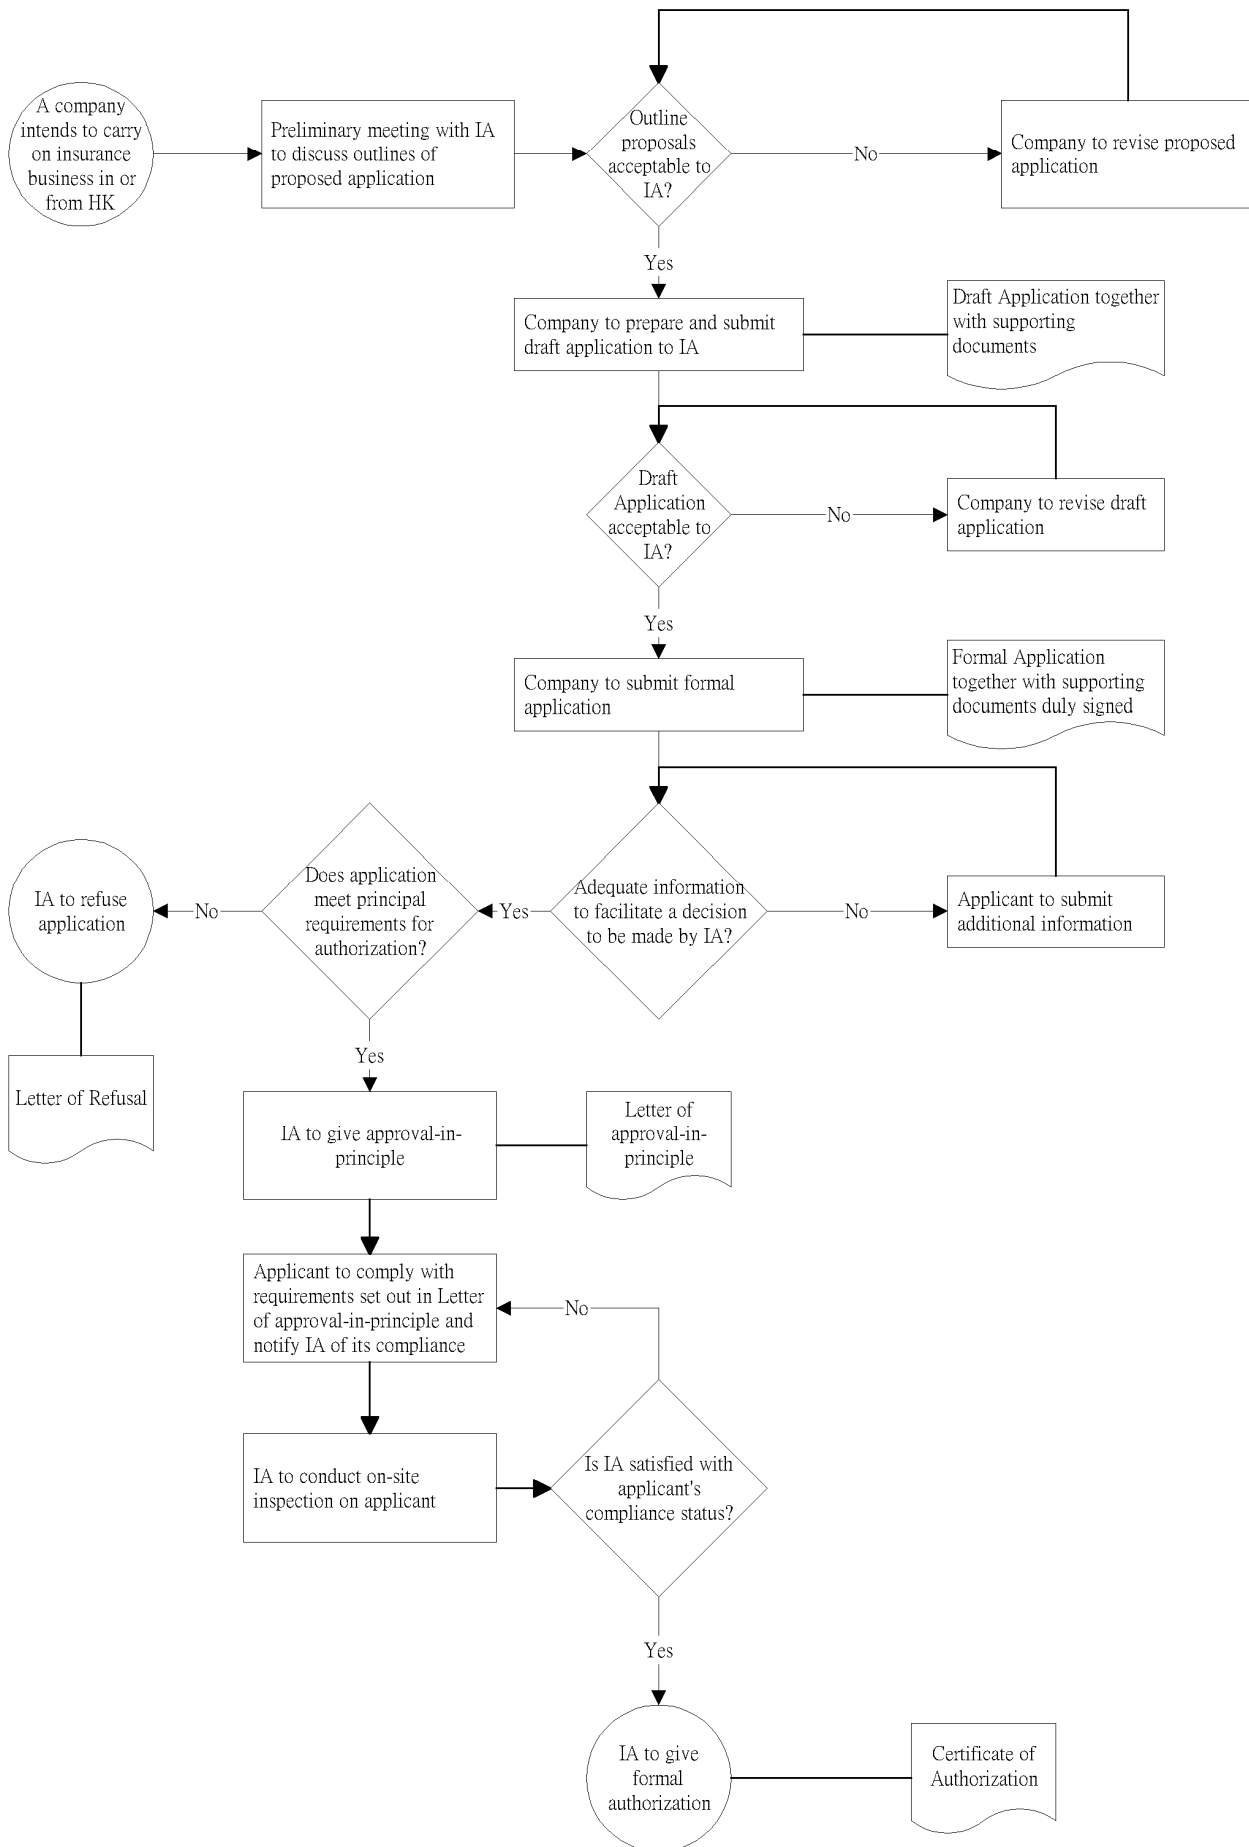 A company
intends to carry
on insurance
business in or
from HK
Preliminary meeting with IA
to discuss outlines of
proposed application
Outline
proposals
acceptable to
IA?
No
Company to revise proposed
application
Yes
Company to prepare and submit
draft application to IA
Draft Application together
with supporting
documents
Draft
Application
acceptable to
IA?
No
Company to revise draft
application
Yes
Company to submit formal
application
Formal Application
together with supporting
documents duly signed
IA to refuse
application
No
Does application
meet principal
requirements for
authorization?
Yes
Adequate information
to facilitate a decision
to be made by IA?
No
Applicant to submit
additional information
Letter of Refusal
Yes
IA to give approval-in-
principle
Letter of
approval-in-
principle
Applicant to comply with
requirements set out in Letter
of approval-in-principle and
notify IA of its compliance
No
IA to conduct on-site
inspection on applicant
Is IA satisfied with
applicant's
compliance status?
Yes
IA to give
formal
authorization
Certificate of
Authorization